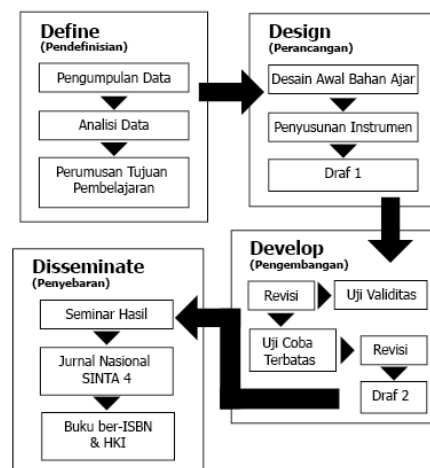 Define
(Pendefinisian)
Pengumpulan Data
Analisi Data
Perumusan Tujuan
Pembelajaran
Design
(Perancangan)
Desain Awal Bahan Ajar
Penyusunan Instrumen
Draf 1
Develop
(Pengembangan)
Revisi
Uji Validitas
Uji Coba
Terbatas
Revisi
Draf 2
Disseminate
(Penyebaran)
Seminar Hasil
Jurnal Nasional
SINTA 4
Buku ber-ISBN
& HKI